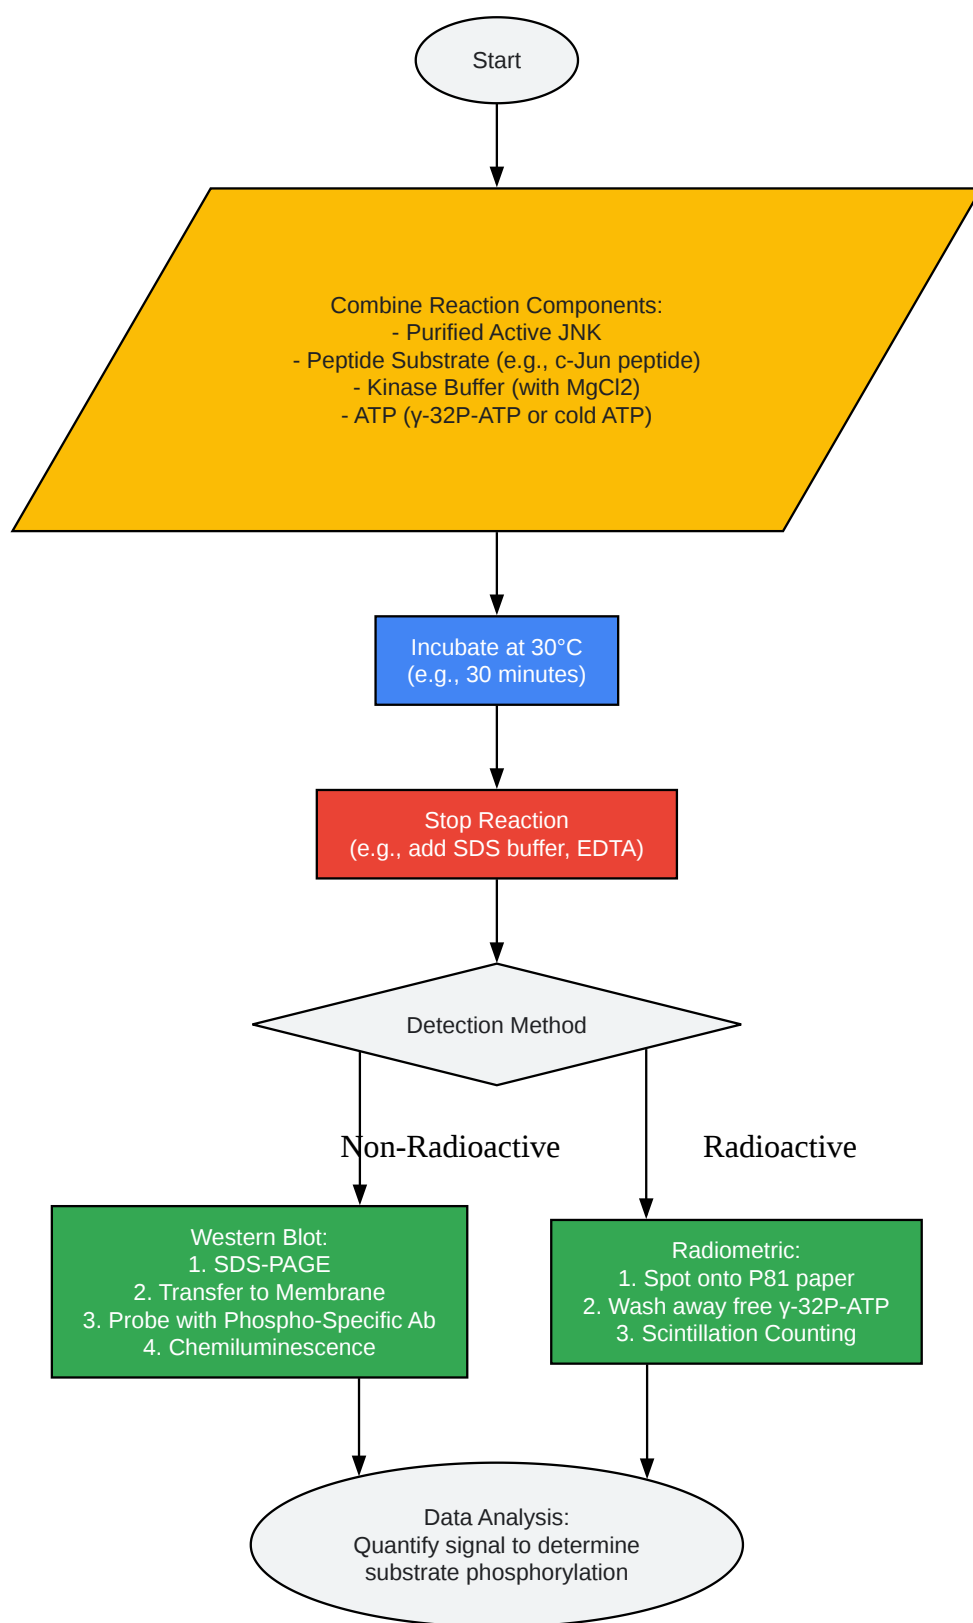 Start
Combine Reaction Components:
- Purified Active JNK
- Peptide Substrate (e.g., c-Jun peptide)
- Kinase Buffer (with MgCl2)
- ATP (γ-32P-ATP or cold ATP)
Incubate at 30°C
(e.g., 30 minutes)
Stop Reaction
(e.g., add SDS buffer, EDTA)
Detection Method
Non-Radioactive
Radioactive
Western Blot:
1. SDS-PAGE
2. Transfer to Membrane
3. Probe with Phospho-Specific Ab
4. Chemiluminescence
Radiometric:
1. Spot onto P81 paper
2. Wash away free γ-32P-ATP
3. Scintillation Counting
Data Analysis:
Quantify signal to determine
substrate phosphorylation